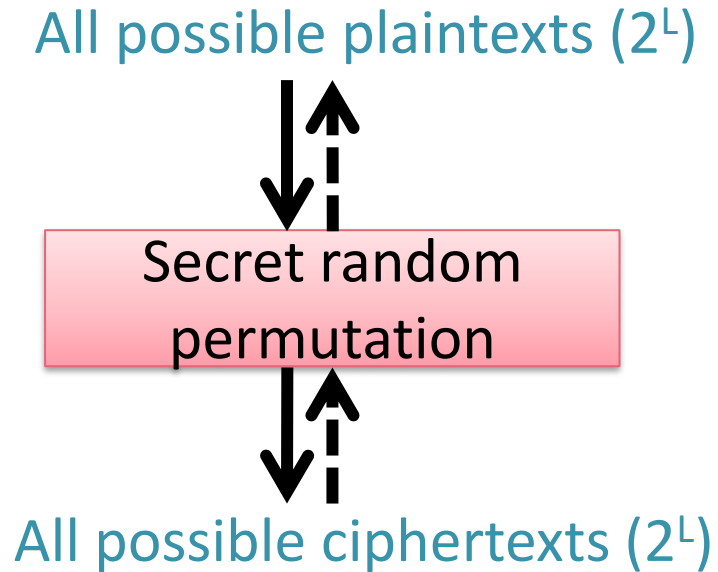 All possible plaintexts (2ᴸ)
Secret random
permutation
All possible ciphertexts (2ᴸ)